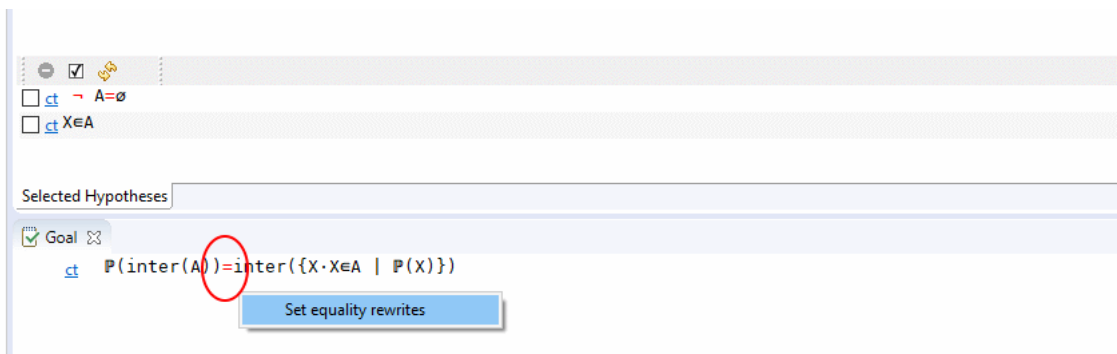 ct ¬ A=∅
ct X∈A
Selected Hypotheses
Goal
ct ℙ(inter(A))=inter({X·X∈A | ℙ(X)})
Set equality rewrites